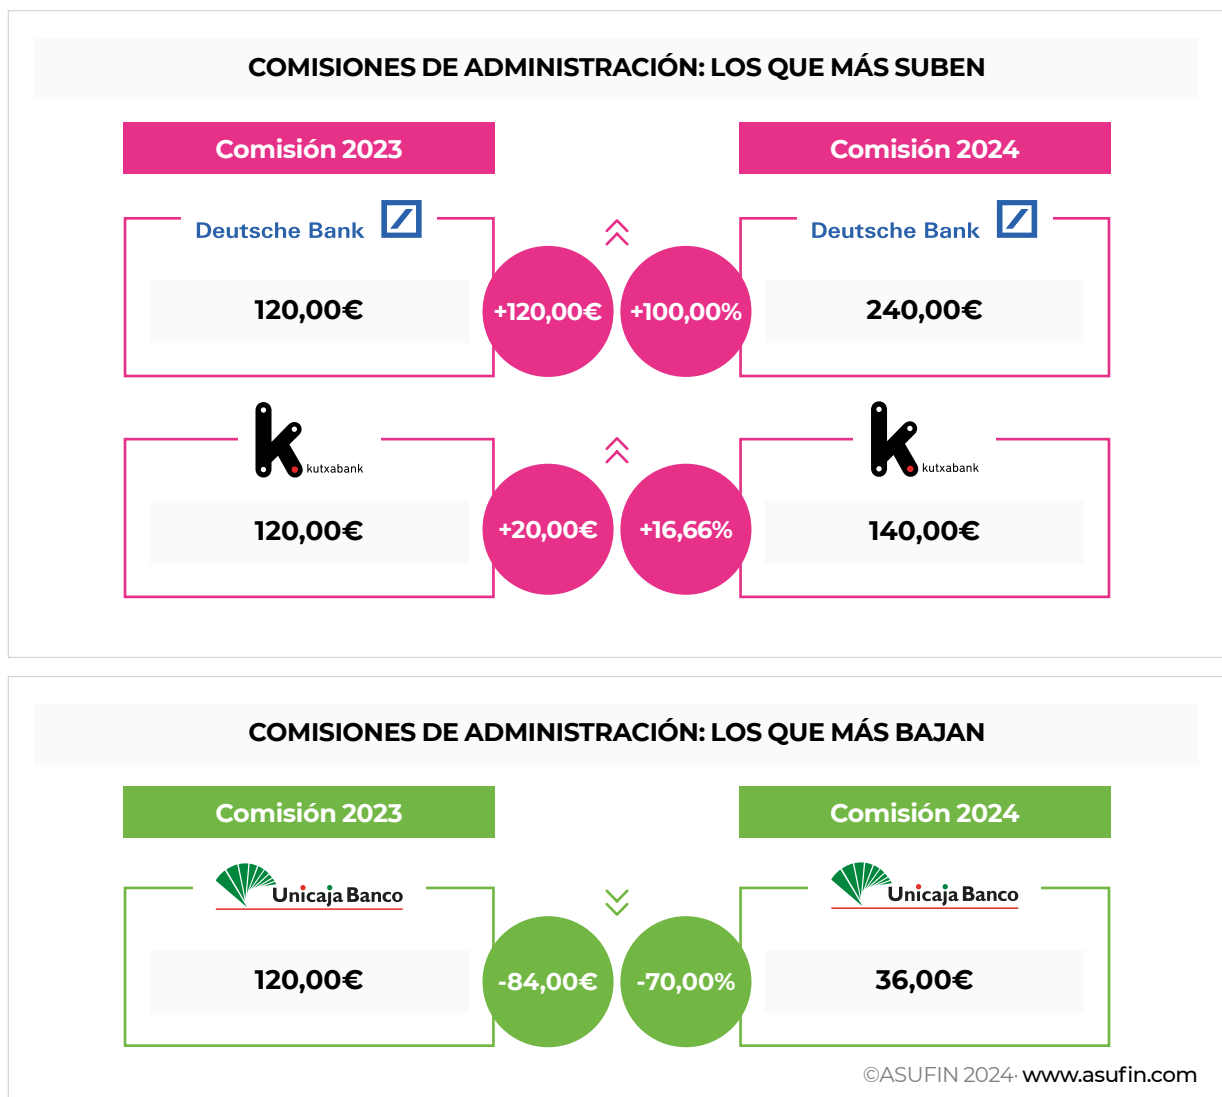 COMISIONES DE ADMINISTRACIÓN: LOS QUE MÁS SUBEN
Comisión 2023
Comisión 2024
Deutsche Bank
Deutsche Bank
120,00€
+120,00€
+100,00%
240,00€
k.
kutxabank
k.
kutxabank
120,00€
+20,00€
+16,66%
140,00€
COMISIONES DE ADMINISTRACIÓN: LOS QUE MÁS BAJAN
Comisión 2023
Comisión 2024
Unicaja Banco
Unicaja Banco
120,00€
-84,00€
-70,00%
36,00€
©ASUFIN 2024· www.asufin.com